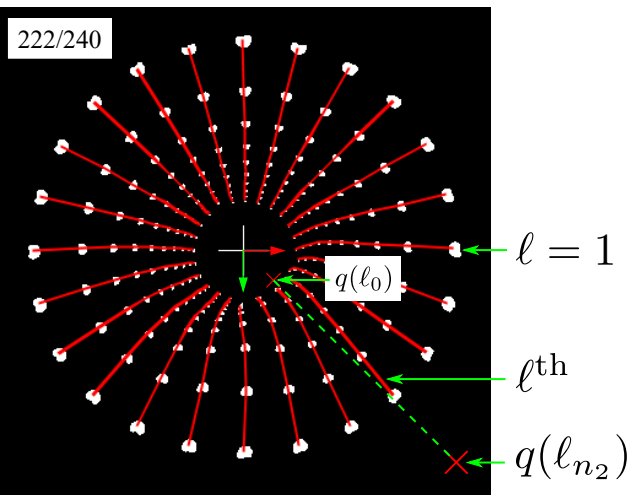 222/240
ℓ = 1
q(ℓ₀)
ℓᵗʰ
q(ℓₙ₂)